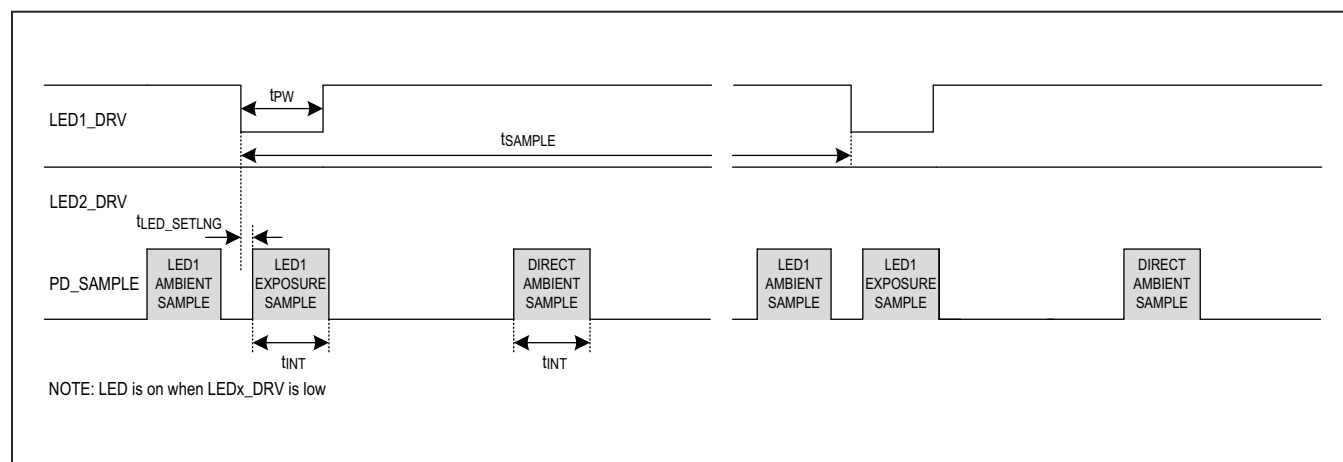 LED1_DRV
tPW
tSAMPLE
LED2_DRV
tLED_SETLNG
PD_SAMPLE
LED1
AMBIENT
SAMPLE
LED1
EXPOSURE
SAMPLE
DIRECT
AMBIENT
SAMPLE
LED1
AMBIENT
SAMPLE
LED1
EXPOSURE
SAMPLE
DIRECT
AMBIENT
SAMPLE
tINT
tINT
NOTE: LED is on when LEDx_DRV is low